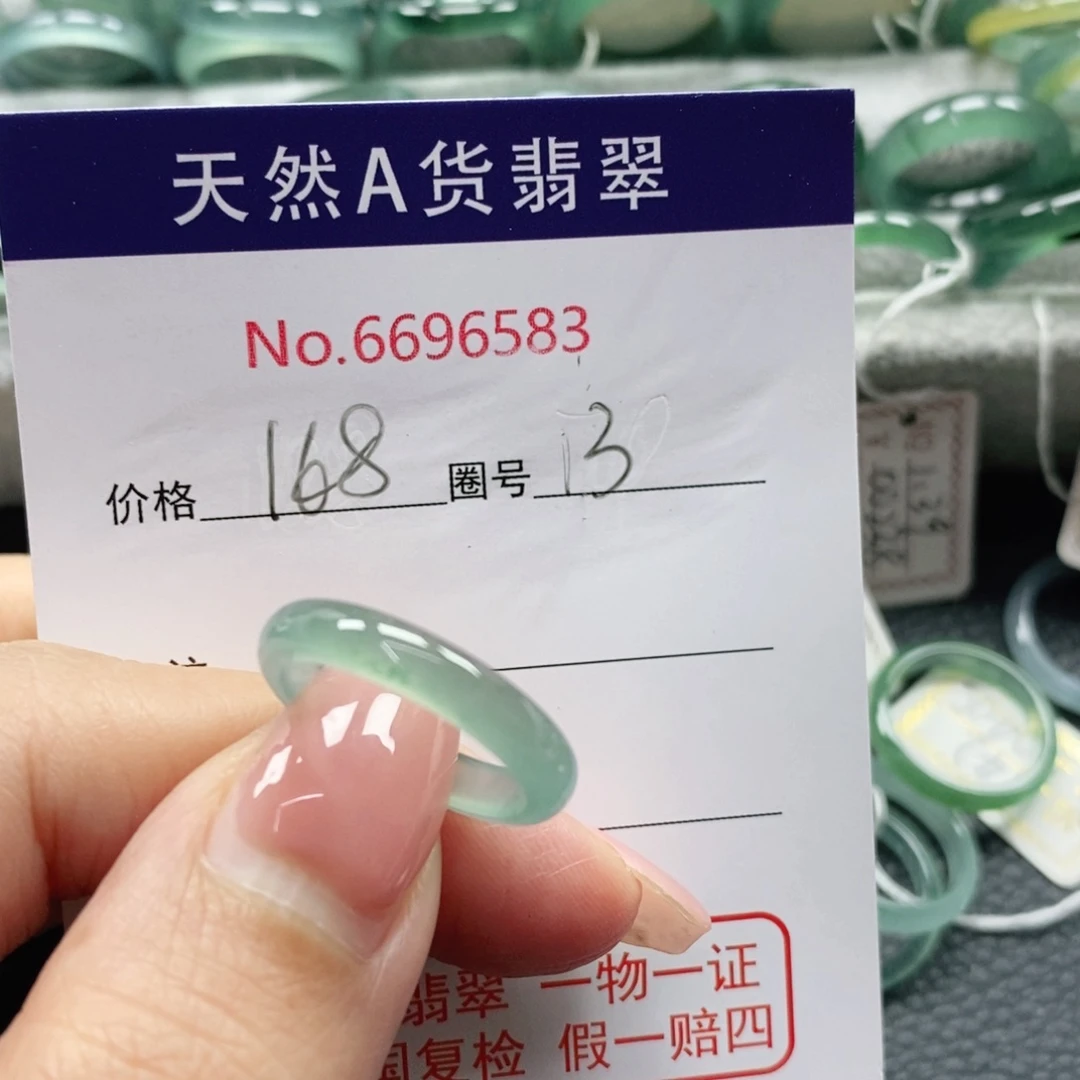 天然A货翡翠
No.6696583
价格 168 圈号 13
翡翠 一物一证
国复检 假一赔四